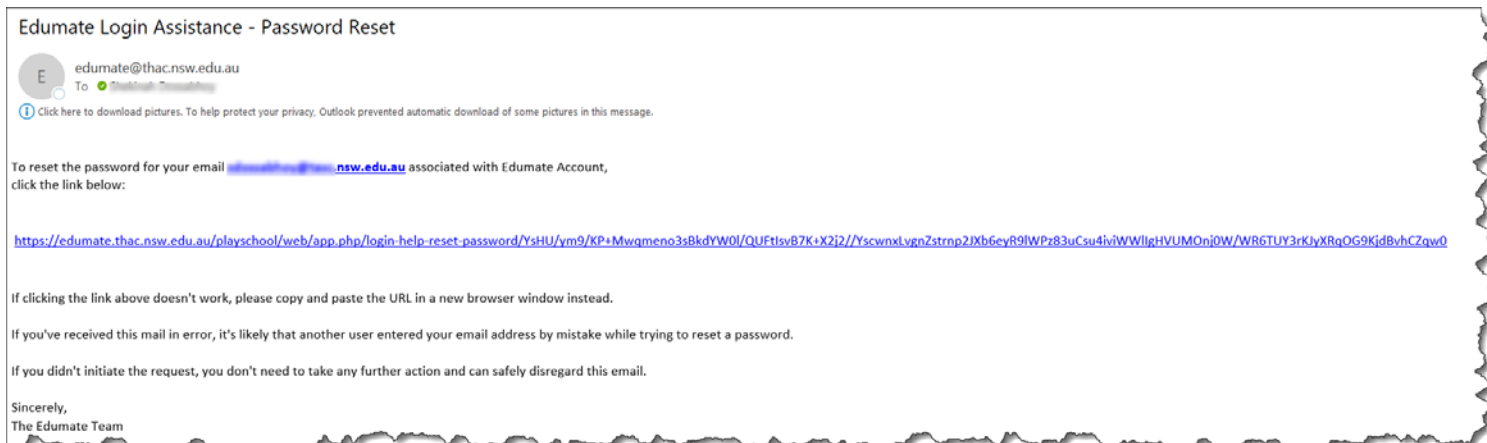 Edumate Login Assistance - Password Reset
E
edumate@thac.nsw.edu.au
To
Click here to download pictures. To help protect your privacy, Outlook prevented automatic download of some pictures in this message.
To reset the password for your email .nsw.edu.au associated with Edumate Account,
click the link below:
https://edumate.thac.nsw.edu.au/playschool/web/app.php/login-help-reset-password/YsHU/ym9/KP+Mwqmeno3sBkdYW0l/QUFtIsvB7K+X2j2//YscwnxLvgnZstrnp2JXb6eyR9lWPz83uCsu4iviWWlIgHVUMOnj0W/WR6TUY3rKJyXRqOG9KjdBvhCZqw0
If clicking the link above doesn't work, please copy and paste the URL in a new browser window instead.
If you've received this mail in error, it's likely that another user entered your email address by mistake while trying to reset a password.
If you didn't initiate the request, you don't need to take any further action and can safely disregard this email.
Sincerely,
The Edumate Team